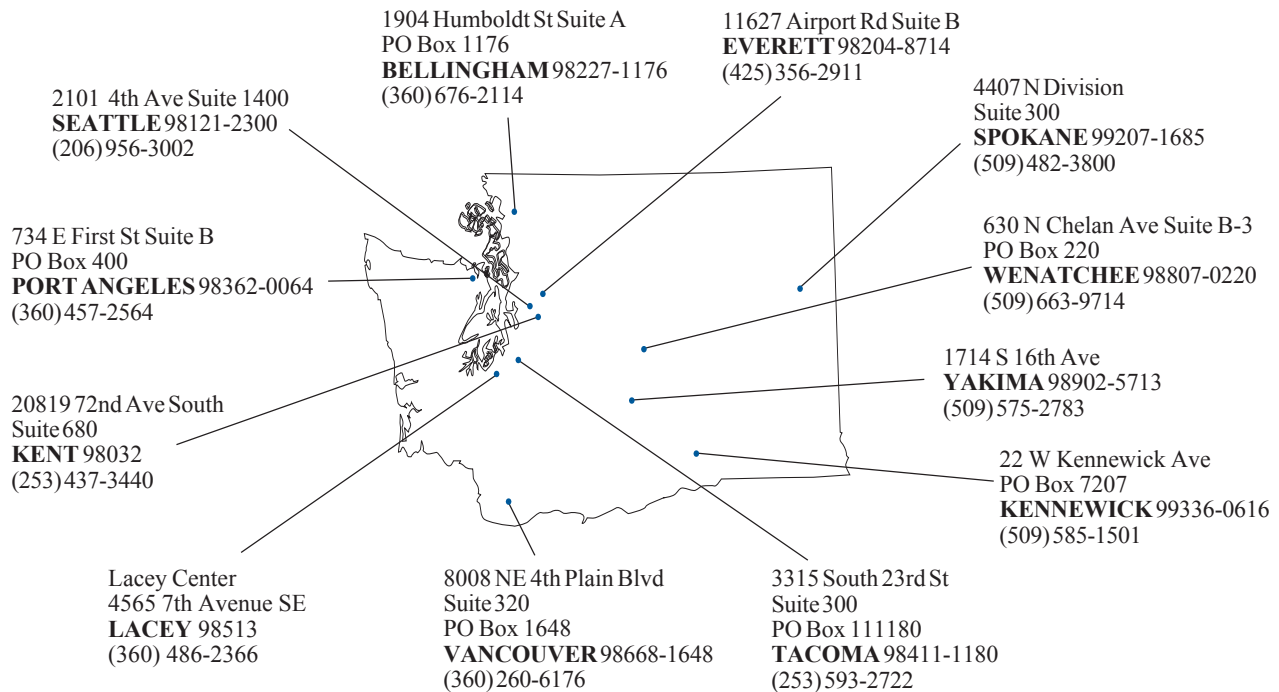 1904 Humboldt St Suite A
PO Box 1176
BELLINGHAM 98227-1176
(360) 676-2114
11627 Airport Rd Suite B
EVERETT 98204-8714
(425) 356-2911
2101 4th Ave Suite 1400
SEATTLE 98121-2300
(206) 956-3002
4407 N Division
Suite 300
SPOKANE 99207-1685
(509) 482-3800
734 E First St Suite B
PO Box 400
PORT ANGELES 98362-0064
(360) 457-2564
630 N Chelan Ave Suite B-3
PO Box 220
WENATCHEE 98807-0220
(509) 663-9714
1714 S 16th Ave
YAKIMA 98902-5713
(509) 575-2783
20819 72nd Ave South
Suite 680
KENT 98032
(253) 437-3440
22 W Kennewick Ave
PO Box 7207
KENNEWICK 99336-0616
(509) 585-1501
Lacey Center
4565 7th Avenue SE
LACEY 98513
(360) 486-2366
8008 NE 4th Plain Blvd
Suite 320
PO Box 1648
VANCOUVER 98668-1648
(360) 260-6176
3315 South 23rd St
Suite 300
PO Box 111180
TACOMA 98411-1180
(253) 593-2722